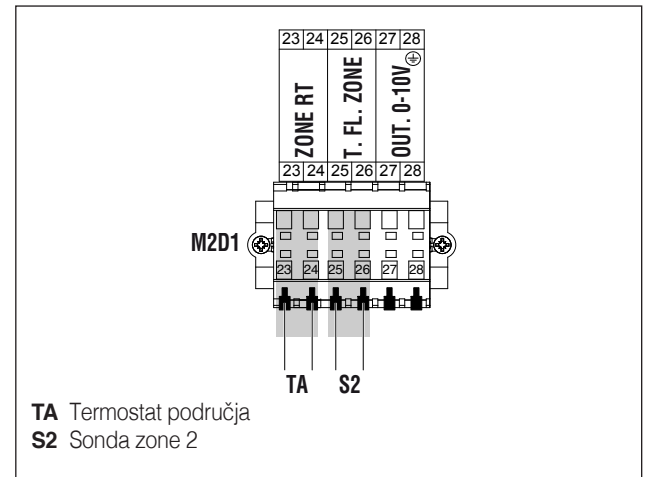 23 24 25 26 27 28
ZONE RT
T. FL. ZONE
OUT. 0-10V
23 24 25 26 27 28
M2D1
23 24 25 26 27 28
TA S2
TA Termostat područja
S2 Sonda zone 2